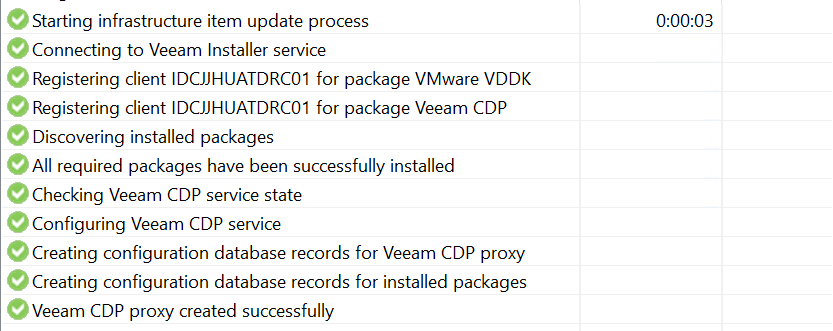 Starting infrastructure item update process 0:00:03
Connecting to Veeam Installer service
Registering client IDCJJHUATDRC01 for package VMware VDDK
Registering client IDCJJHUATDRC01 for package Veeam CDP
Discovering installed packages
All required packages have been successfully installed
Checking Veeam CDP service state
Configuring Veeam CDP service
Creating configuration database records for Veeam CDP proxy
Creating configuration database records for installed packages
Veeam CDP proxy created successfully